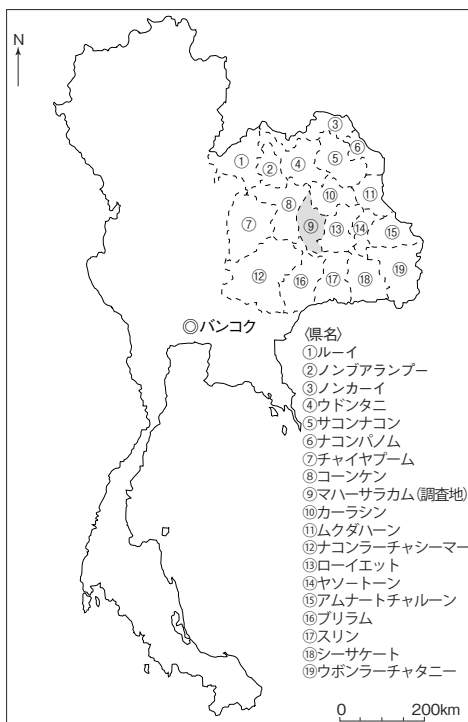 N
③
⑥
①
②
④
⑤
⑧
⑩
⑪
⑦
⑨
⑬
⑭
⑮
⑫
⑯
⑰
⑱
⑲
◎バンコク
〈県名〉
①ルーイ
②ノンブアランプー
③ノンカーイ
④ウドンタニ
⑤サコンナコン
⑥ナコンパノム
⑦チャイヤプーム
⑧コーンケン
⑨マハーサラカム(調査地)
⑩カーラシン
⑪ムクダハーン
⑫ナコンラーチャシーマー
⑬ローイエット
⑭ヤソートーン
⑮アムナートチャルーン
⑯ブリラム
⑰スリン
⑱シーサケート
⑲ウボンラーチャタニー
0 200km